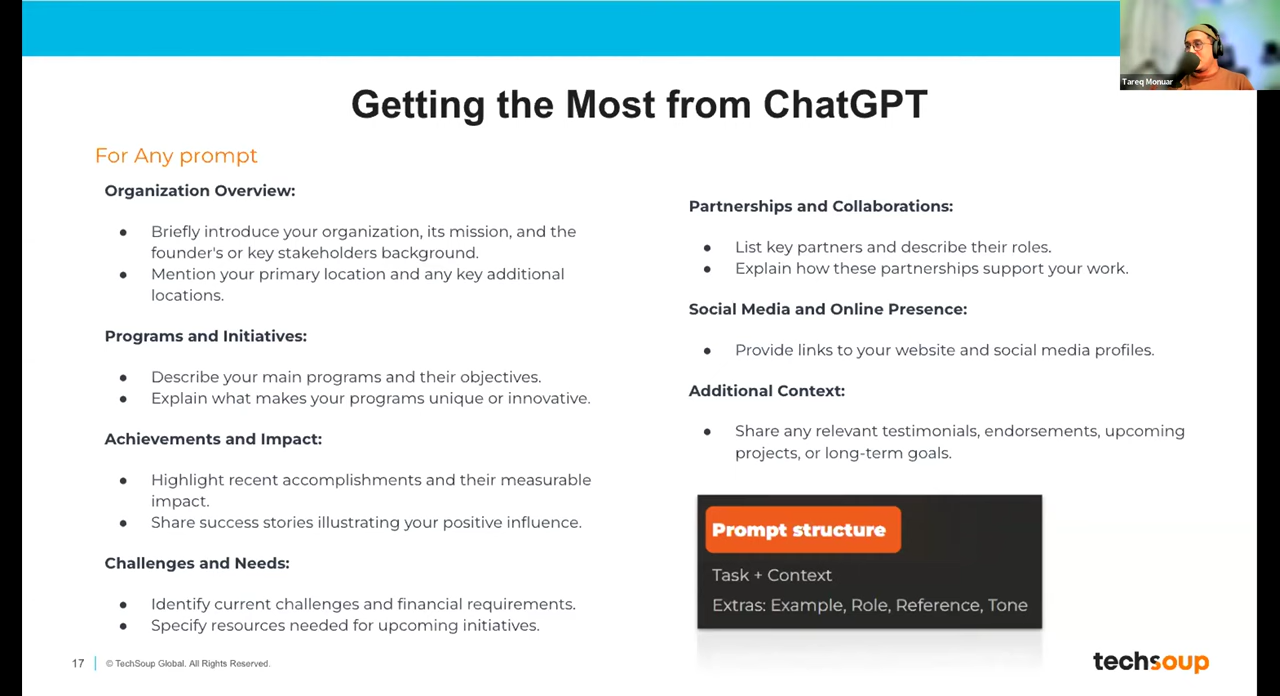 Tareq Monuar
Getting the Most from ChatGPT
For Any prompt
Organization Overview:
● Briefly introduce your organization, its mission, and the
founder's or key stakeholders background.
● Mention your primary location and any key additional
locations.
Programs and Initiatives:
● Describe your main programs and their objectives.
● Explain what makes your programs unique or innovative.
Achievements and Impact:
● Highlight recent accomplishments and their measurable
impact.
● Share success stories illustrating your positive influence.
Challenges and Needs:
● Identify current challenges and financial requirements.
● Specify resources needed for upcoming initiatives.
Partnerships and Collaborations:
● List key partners and describe their roles.
● Explain how these partnerships support your work.
Social Media and Online Presence:
● Provide links to your website and social media profiles.
Additional Context:
● Share any relevant testimonials, endorsements, upcoming
projects, or long-term goals.
Prompt structure
Task + Context
Extras: Example, Role, Reference, Tone
17 © TechSoup Global. All Rights Reserved.
techsoup